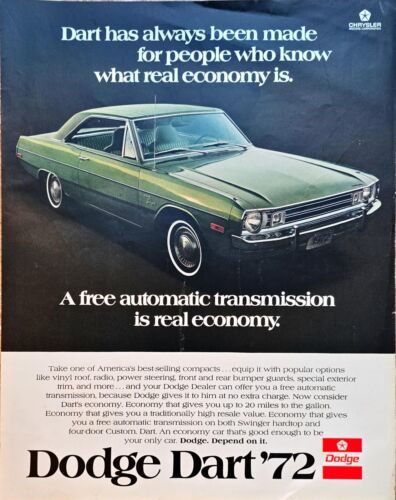 Dart has always been made
for people who know
what real economy is.
CHRYSLER
MOTORS CORPORATION
A free automatic transmission
is real economy.
Take one of America's best-selling compacts . . . equip it with popular options
like vinyl roof, radio, power steering, front and rear bumper guards, special exterior
trim, and more . . . and your Dodge Dealer can offer you a free automatic
transmission, because Dodge gives it to him at no extra charge. Now consider
Dart's economy. Economy that gives you up to 20 miles to the gallon.
Economy that gives you a traditionally high resale value. Economy that gives
you a free automatic transmission on both Swinger hardtop and
four-door Custom. Dart. An economy car that's good enough to be
your only car. Dodge. Depend on it.
Dodge Dart '72
Dodge